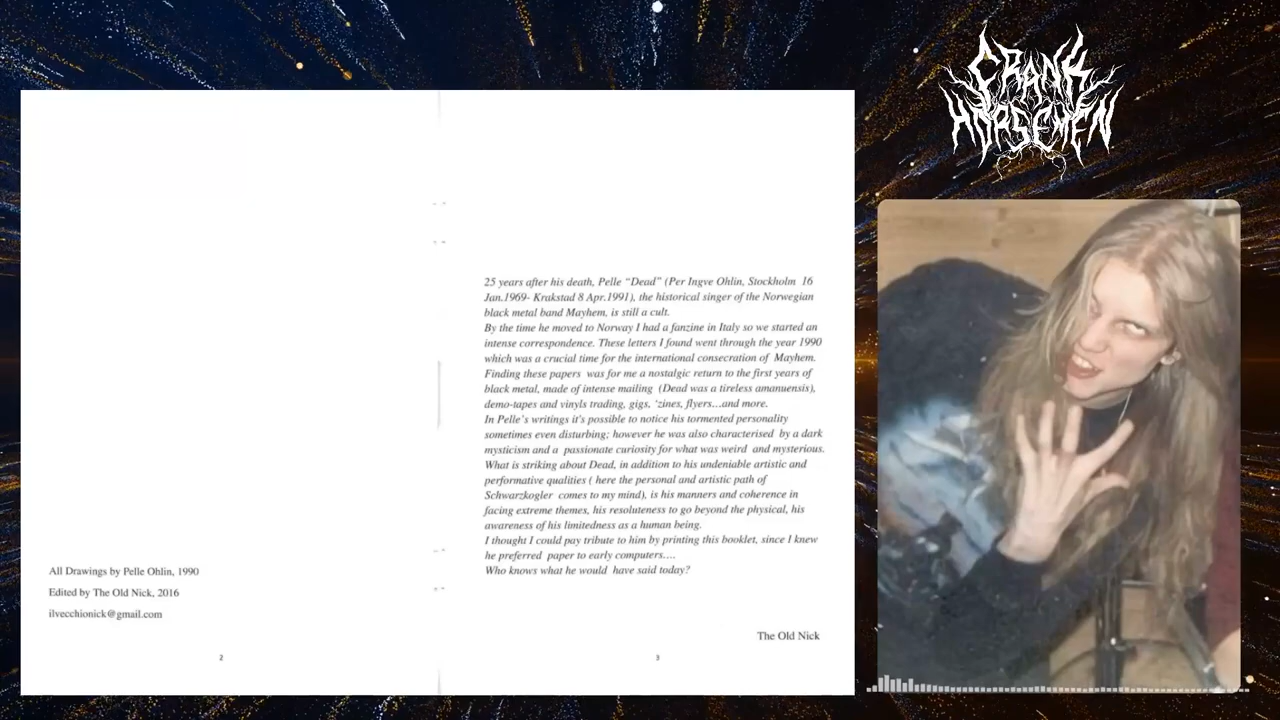 CRANK
HORSEMEN
25 years after his death, Pelle “Dead” (Per Ingve Ohlin, Stockholm 16
Jan.1969- Krakstad 8 Apr.1991), the historical singer of the Norwegian
black metal band Mayhem, is still a cult.
By the time he moved to Norway I had a fanzine in Italy so we started an
intense correspondence. These letters I found went through the year 1990
which was a crucial time for the international consecration of Mayhem.
Finding these papers was for me a nostalgic return to the first years of
black metal, made of intense mailing (Dead was a tireless amanuensis),
demo-tapes and vinyls trading, gigs, ‘zines, flyers…and more.
In Pelle’s writings it's possible to notice his tormented personality
sometimes even disturbing; however he was also characterised by a dark
mysticism and a passionate curiosity for what was weird and mysterious.
What is striking about Dead, in addition to his undeniable artistic and
performative qualities ( here the personal and artistic path of
Schwarzkogler comes to my mind), is his manners and coherence in
facing extreme themes, his resoluteness to go beyond the physical, his
awareness of his limitedness as a human being.
I thought I could pay tribute to him by printing this booklet, since I knew
he preferred paper to early computers….
Who knows what he would have said today?
The Old Nick
3
All Drawings by Pelle Ohlin, 1990
Edited by The Old Nick, 2016
ilvecchionick@gmail.com
2